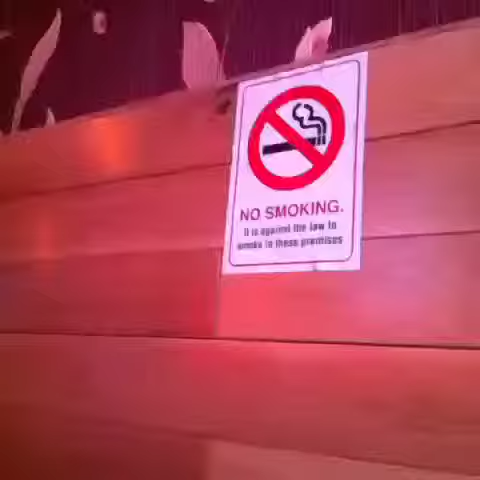 NO SMOKING.
It is against the law to
smoke in these premises